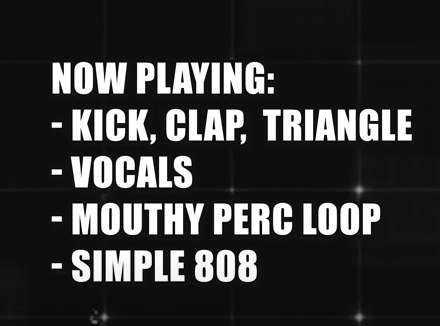 NOW PLAYING:
- KICK, CLAP,  TRIANGLE
- VOCALS
- MOUTHY PERC LOOP
- SIMPLE 808